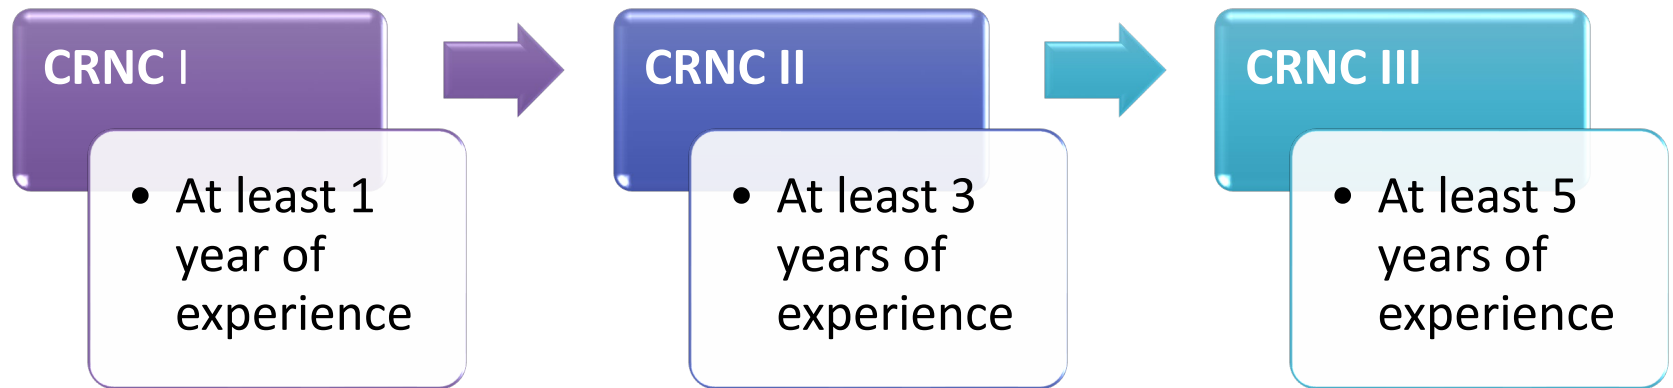 CRNC I
• At least 1
year of
experience
CRNC II
• At least 3
years of
experience
CRNC III
• At least 5
years of
experience